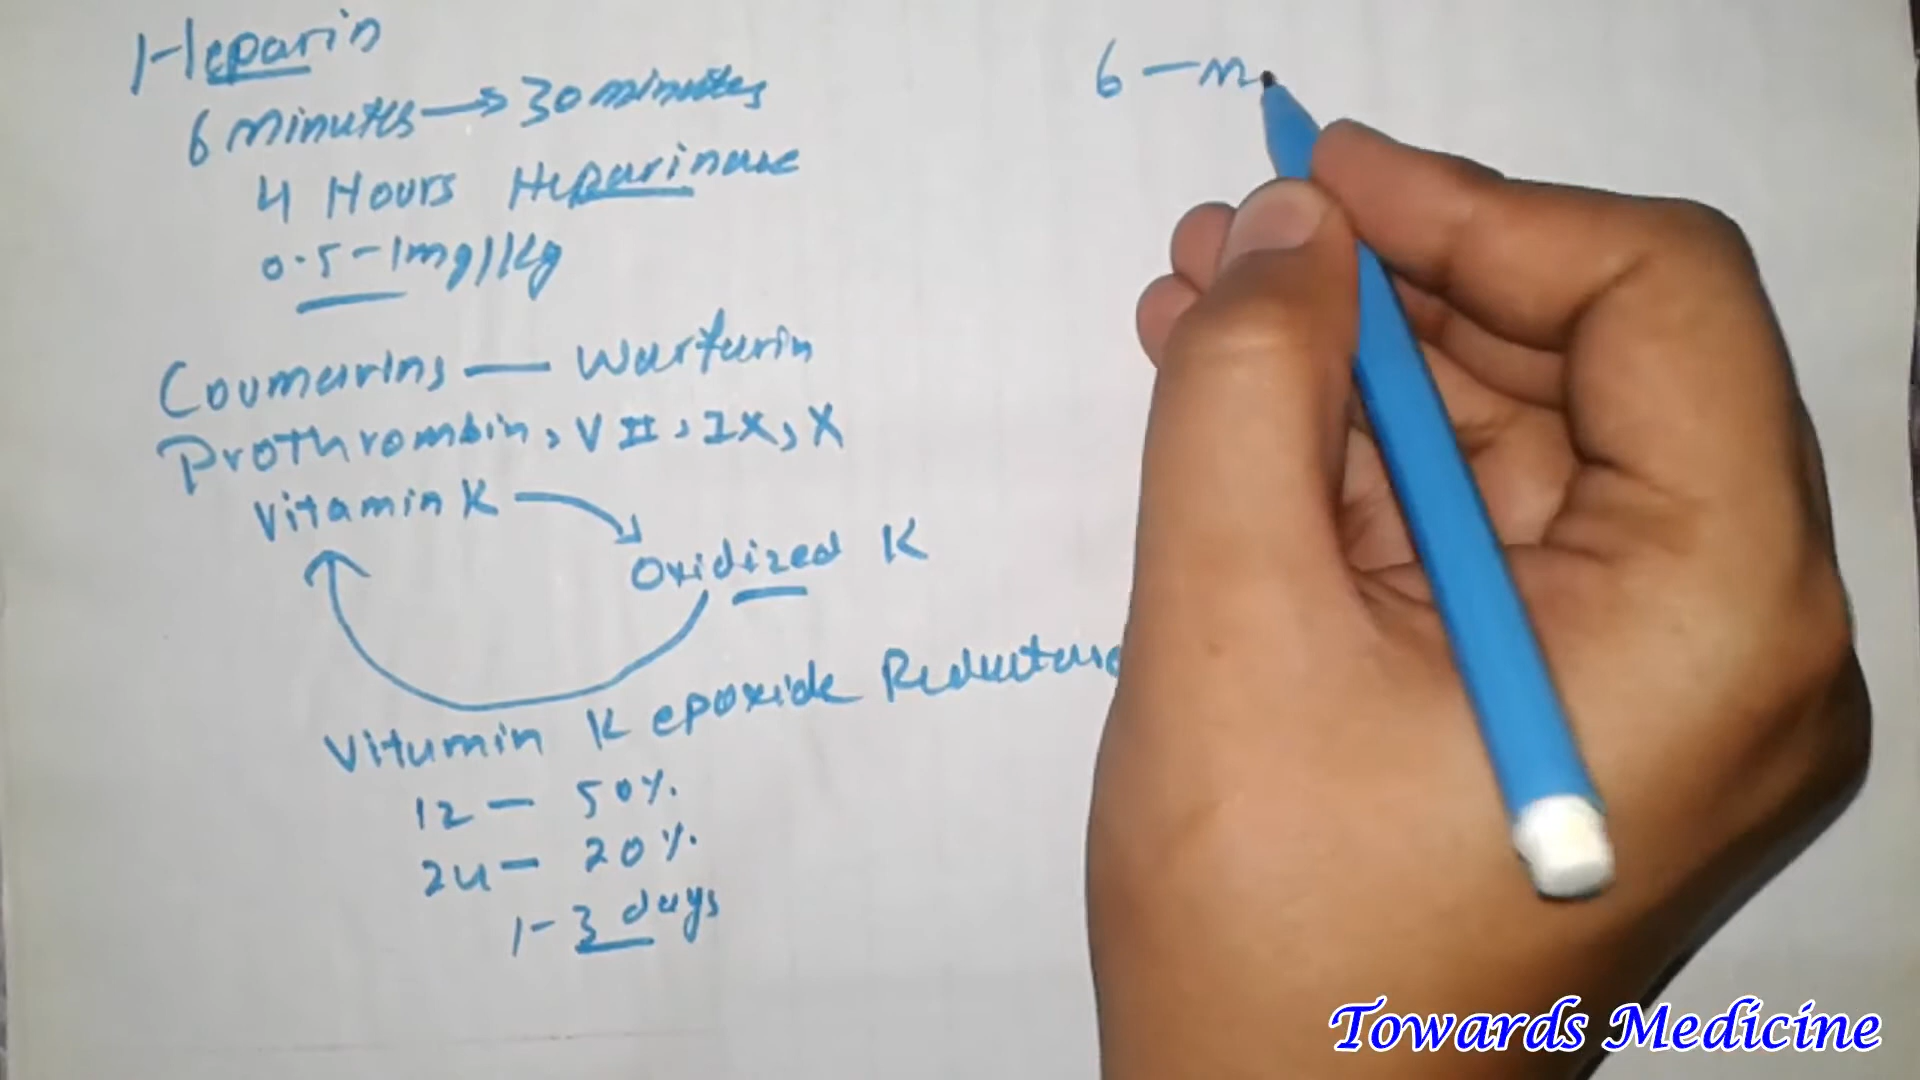 Heparin
6 minutes → 30 minutes
4 Hours Heparinase
0.5-1mg/Kg
Coumarins — Warfarin
Prothrombin, VII, IX, X
Vitamin K →
Oxidized K
Vitamin K epoxide Reductase
12 — 50%
24 — 20%
1-3 days
6 — m
Towards Medicine